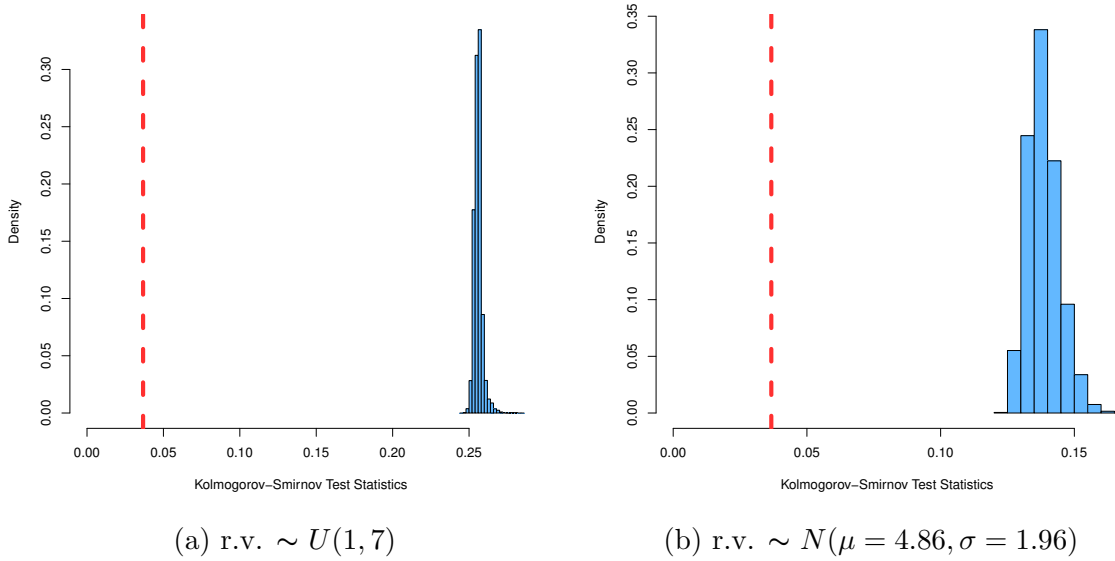 Density
0.30
0.25
0.20
0.15
0.10
0.05
0.00
0.00 0.05 0.10 0.15 0.20 0.25
Kolmogorov−Smirnov Test Statistics
(a) r.v. ∼ U(1, 7)
Density
0.35
0.30
0.25
0.20
0.15
0.10
0.05
0.00
0.00 0.05 0.10 0.15
Kolmogorov−Smirnov Test Statistics
(b) r.v. ∼ N(μ = 4.86, σ = 1.96)